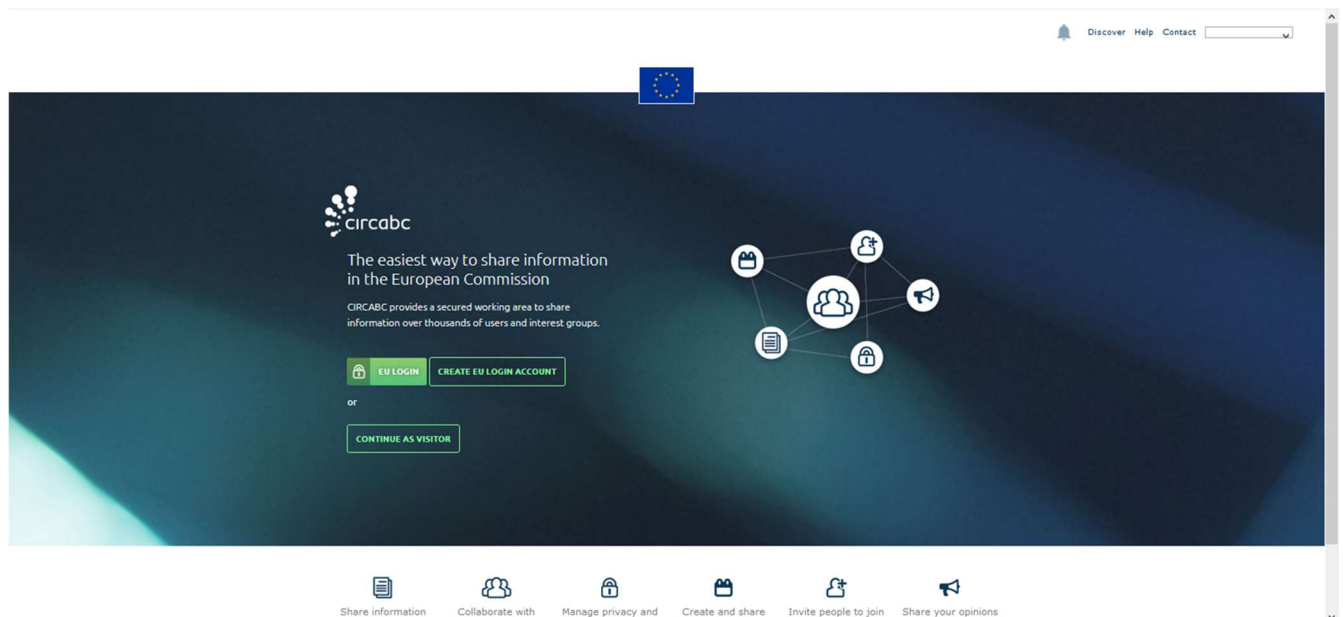 Discover Help Contact
circabc
The easiest way to share information
in the European Commission
CIRCABC provides a secured working area to share
information over thousands of users and interest groups.
EU LOGIN CREATE EU LOGIN ACCOUNT
or
CONTINUE AS VISITOR
Share information Collaborate with Manage privacy and Create and share Invite people to join Share your opinions